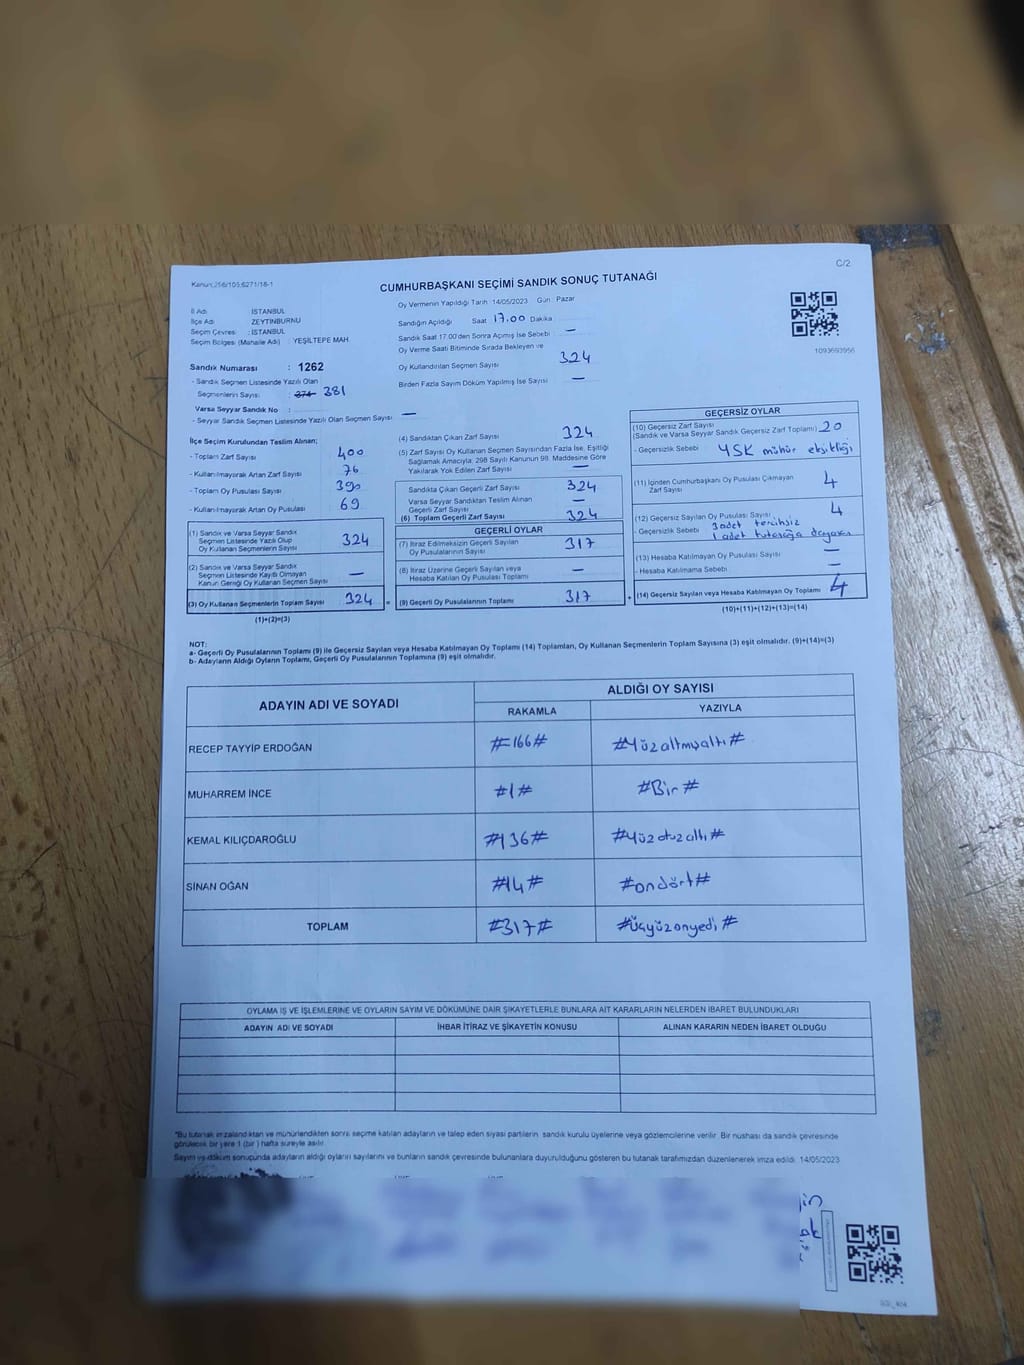 C/2
CUMHURBAŞKANI SEÇİMİ SANDIK SONUÇ TUTANAĞI
İl Adı : İSTANBUL
İlçe Adı : ZEYTİNBURNU
Seçim Çevresi : İSTANBUL
Seçim Bölgesi (Mahalle Adı) : YEŞİLTEPE MAH.
Oy Vermenin Yapıldığı Tarih : 14/05/2023 Gün : Pazar
Sandığın Açıldığı Saat 17.00 Dakika
Sandık Saat 17:00'den Sonra Açılmış İse Sebebi : —
Oy Verme Saati Bitiminde Sırada Bekleyen ve
Oy Kullandırılan Seçmen Sayısı 324
Birden Fazla Sayım Döküm Yapılmış İse Sayısı —
1093693956
Sandık Numarası : 1262
- Sandık Seçmen Listesinde Yazılı Olan
Seçmenlerin Sayısı : 374 381
Varsa Seyyar Sandık No :
- Seyyar Sandık Seçmen Listesinde Yazılı Olan Seçmen Sayısı —
İlçe Seçim Kurulundan Teslim Alınan;
- Toplam Zarf Sayısı 400
- Kullanılmayarak Artan Zarf Sayısı 76
- Toplam Oy Pusulası Sayısı 390
- Kullanılmayarak Artan Oy Pusulası 69
(1) Sandık ve Varsa Seyyar Sandık
Seçmen Listesinde Yazılı Olup
Oy Kullanan Seçmenlerin Sayısı 324
(2) Sandık ve Varsa Seyyar Sandık
Seçmen Listesinde Kayıtlı Olmayan
Kanun Gereği Oy Kullanan Seçmen Sayısı —
(3) Oy Kullanan Seçmenlerin Toplam Sayısı 324
(1)+(2)=(3)
(4) Sandıktan Çıkan Zarf Sayısı 324
(5) Zarf Sayısı Oy Kullanan Seçmen Sayısından Fazla İse, Eşitliği
Sağlamak Amacıyla; 298 Sayılı Kanunun 98. Maddesine Göre
Yakılarak Yok Edilen Zarf Sayısı —
Sandıkta Çıkan Geçerli Zarf Sayısı 324
Varsa Seyyar Sandıktan Teslim Alınan
Geçerli Zarf Sayısı —
(6) Toplam Geçerli Zarf Sayısı 324
GEÇERLİ OYLAR
(7) İtiraz Edilmeksizin Geçerli Sayılan
Oy Pusulalarının Sayısı 317
(8) İtiraz Üzerine Geçerli Sayılan veya
Hesaba Katılan Oy Pusulası Toplamı —
= (9) Geçerli Oy Pusulalarının Toplamı 317
GEÇERSİZ OYLAR
(10) Geçersiz Zarf Sayısı
(Sandık ve Varsa Seyyar Sandık Geçersiz Zarf Toplamı) 20
- Geçersizlik Sebebi YSK mühür eksikliği
(11) İçinden Cumhurbaşkanı Oy Pusulası Çıkmayan
Zarf Sayısı 4
(12) Geçersiz Sayılan Oy Pusulası Sayısı 4
- Geçersizlik Sebebi 3 adet tercihsiz
1 adet tutanağa
(13) Hesaba Katılmayan Oy Pusulası Sayısı —
- Hesaba Katılmama Sebebi —
+ (14) Geçersiz Sayılan veya Hesaba Katılmayan Oy Toplamı 4
(10)+(11)+(12)+(13)=(14)
NOT:
a- Geçerli Oy Pusulalarının Toplamı (9) ile Geçersiz Sayılan veya Hesaba Katılmayan Oy Toplamı (14) Toplamları, Oy Kullanan Seçmenlerin Toplam Sayısına (3) eşit olmalıdır. (9)+(14)=(3)
b- Adayların Aldığı Oyların Toplamı, Geçerli Oy Pusulalarının Toplamına (9) eşit olmalıdır.
ADAYIN ADI VE SOYADI ALDIĞI OY SAYISI
RAKAMLA YAZIYLA
RECEP TAYYİP ERDOĞAN #166# #Yüzaltmışaltı#
MUHARREM İNCE #1# #Bir#
KEMAL KILIÇDAROĞLU #136# #Yüzotuzaltı#
SİNAN OĞAN #14# #ondört#
TOPLAM #317# #Üçyüzonyedi#
OYLAMA İŞ VE İŞLEMLERİNE VE OYLARIN SAYIM VE DÖKÜMÜNE DAİR ŞİKAYETLERLE BUNLARA AİT KARARLARIN NELERDEN İBARET BULUNDUKLARI
ADAYIN ADI VE SOYADI İHBAR İTİRAZ VE ŞİKAYETİN KONUSU ALINAN KARARIN NEDEN İBARET OLDUĞU
*Bu tutanak imzalandıktan ve mühürlendikten sonra seçime katılan adayların ve talep eden siyasi partilerin sandık kurulu üyelerine veya gözlemcilerine verilir. Bir nüshası da sandık çevresinde
görülecek bir yere 1 (bir) hafta süreyle asılır.
Sayım ve döküm sonucunda adayların aldığı oyların sayılarını ve bunların sandık çevresinde bulunanlara duyurulduğunu gösteren bu tutanak tarafımızdan düzenlenerek imza edildi. 14/05/2023